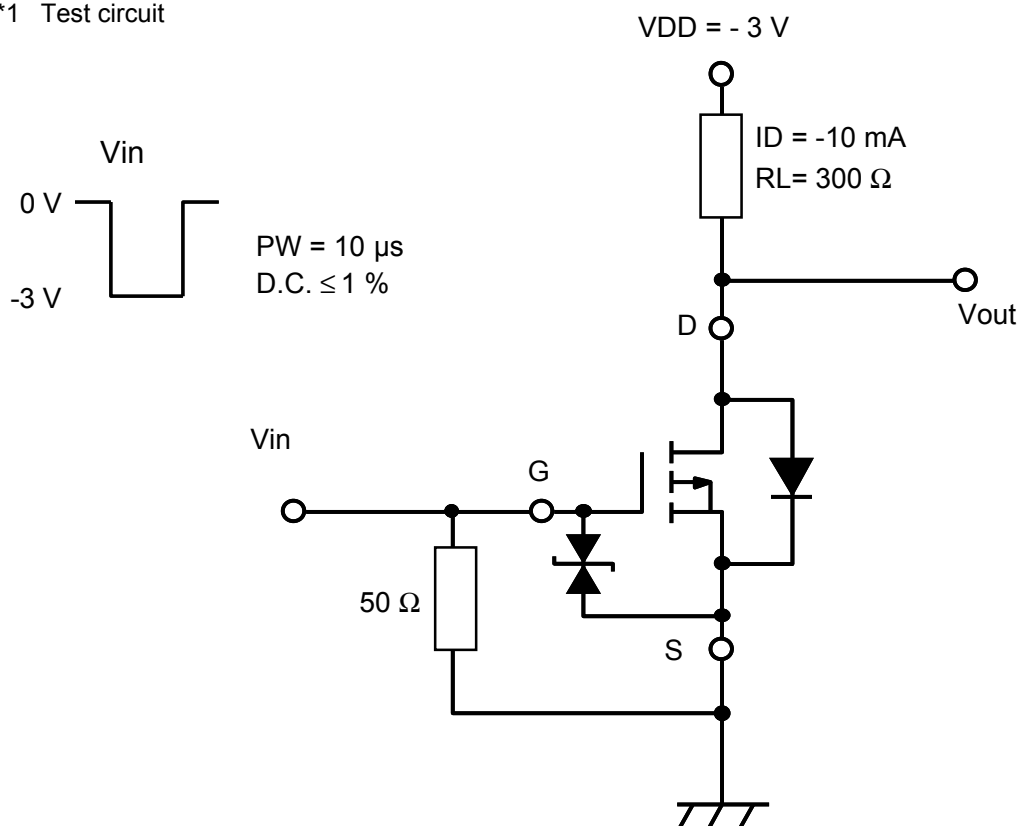 *1 Test circuit
VDD = - 3 V
Vin
0 V
-3 V
PW = 10 µs
D.C. ≤ 1 %
ID = -10 mA
RL= 300 Ω
Vout
D
Vin
G
50 Ω
S